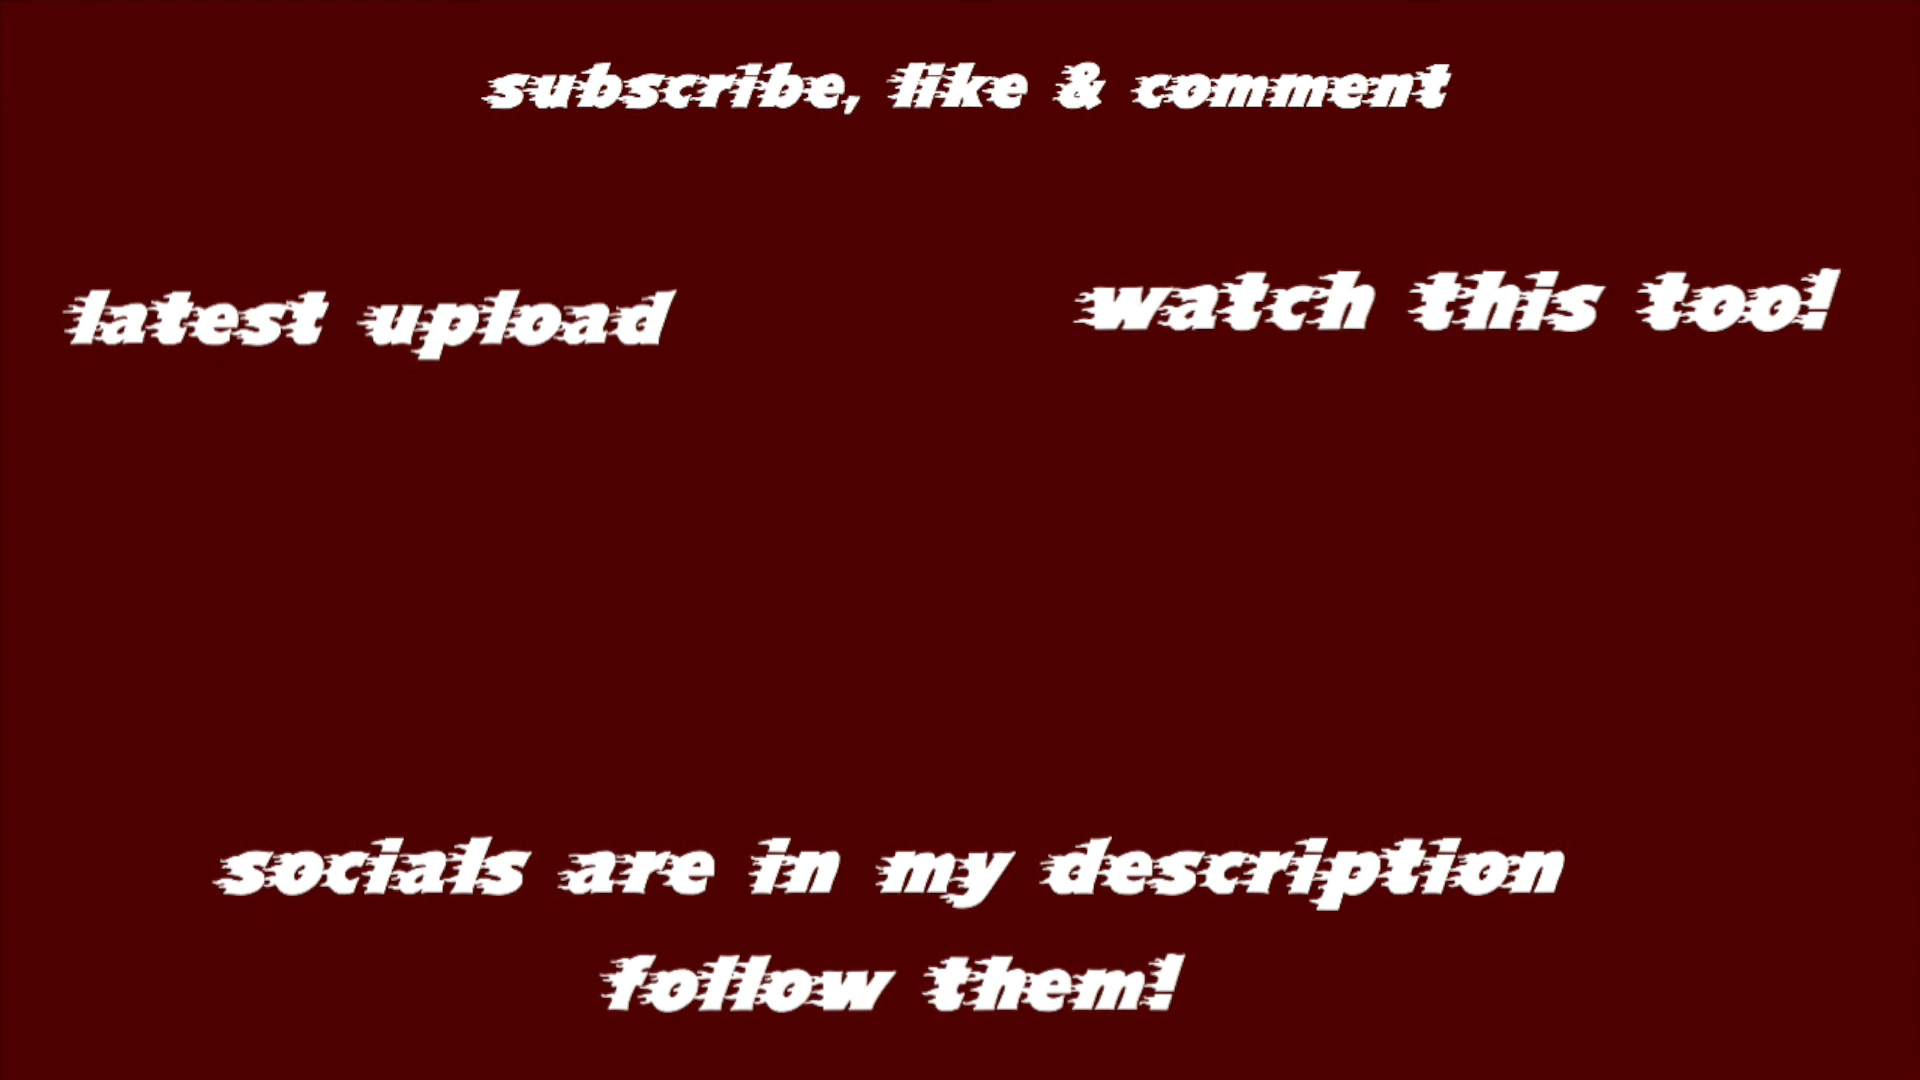 subscribe, like & comment
latest upload
watch this too!
socials are in my description
follow them!